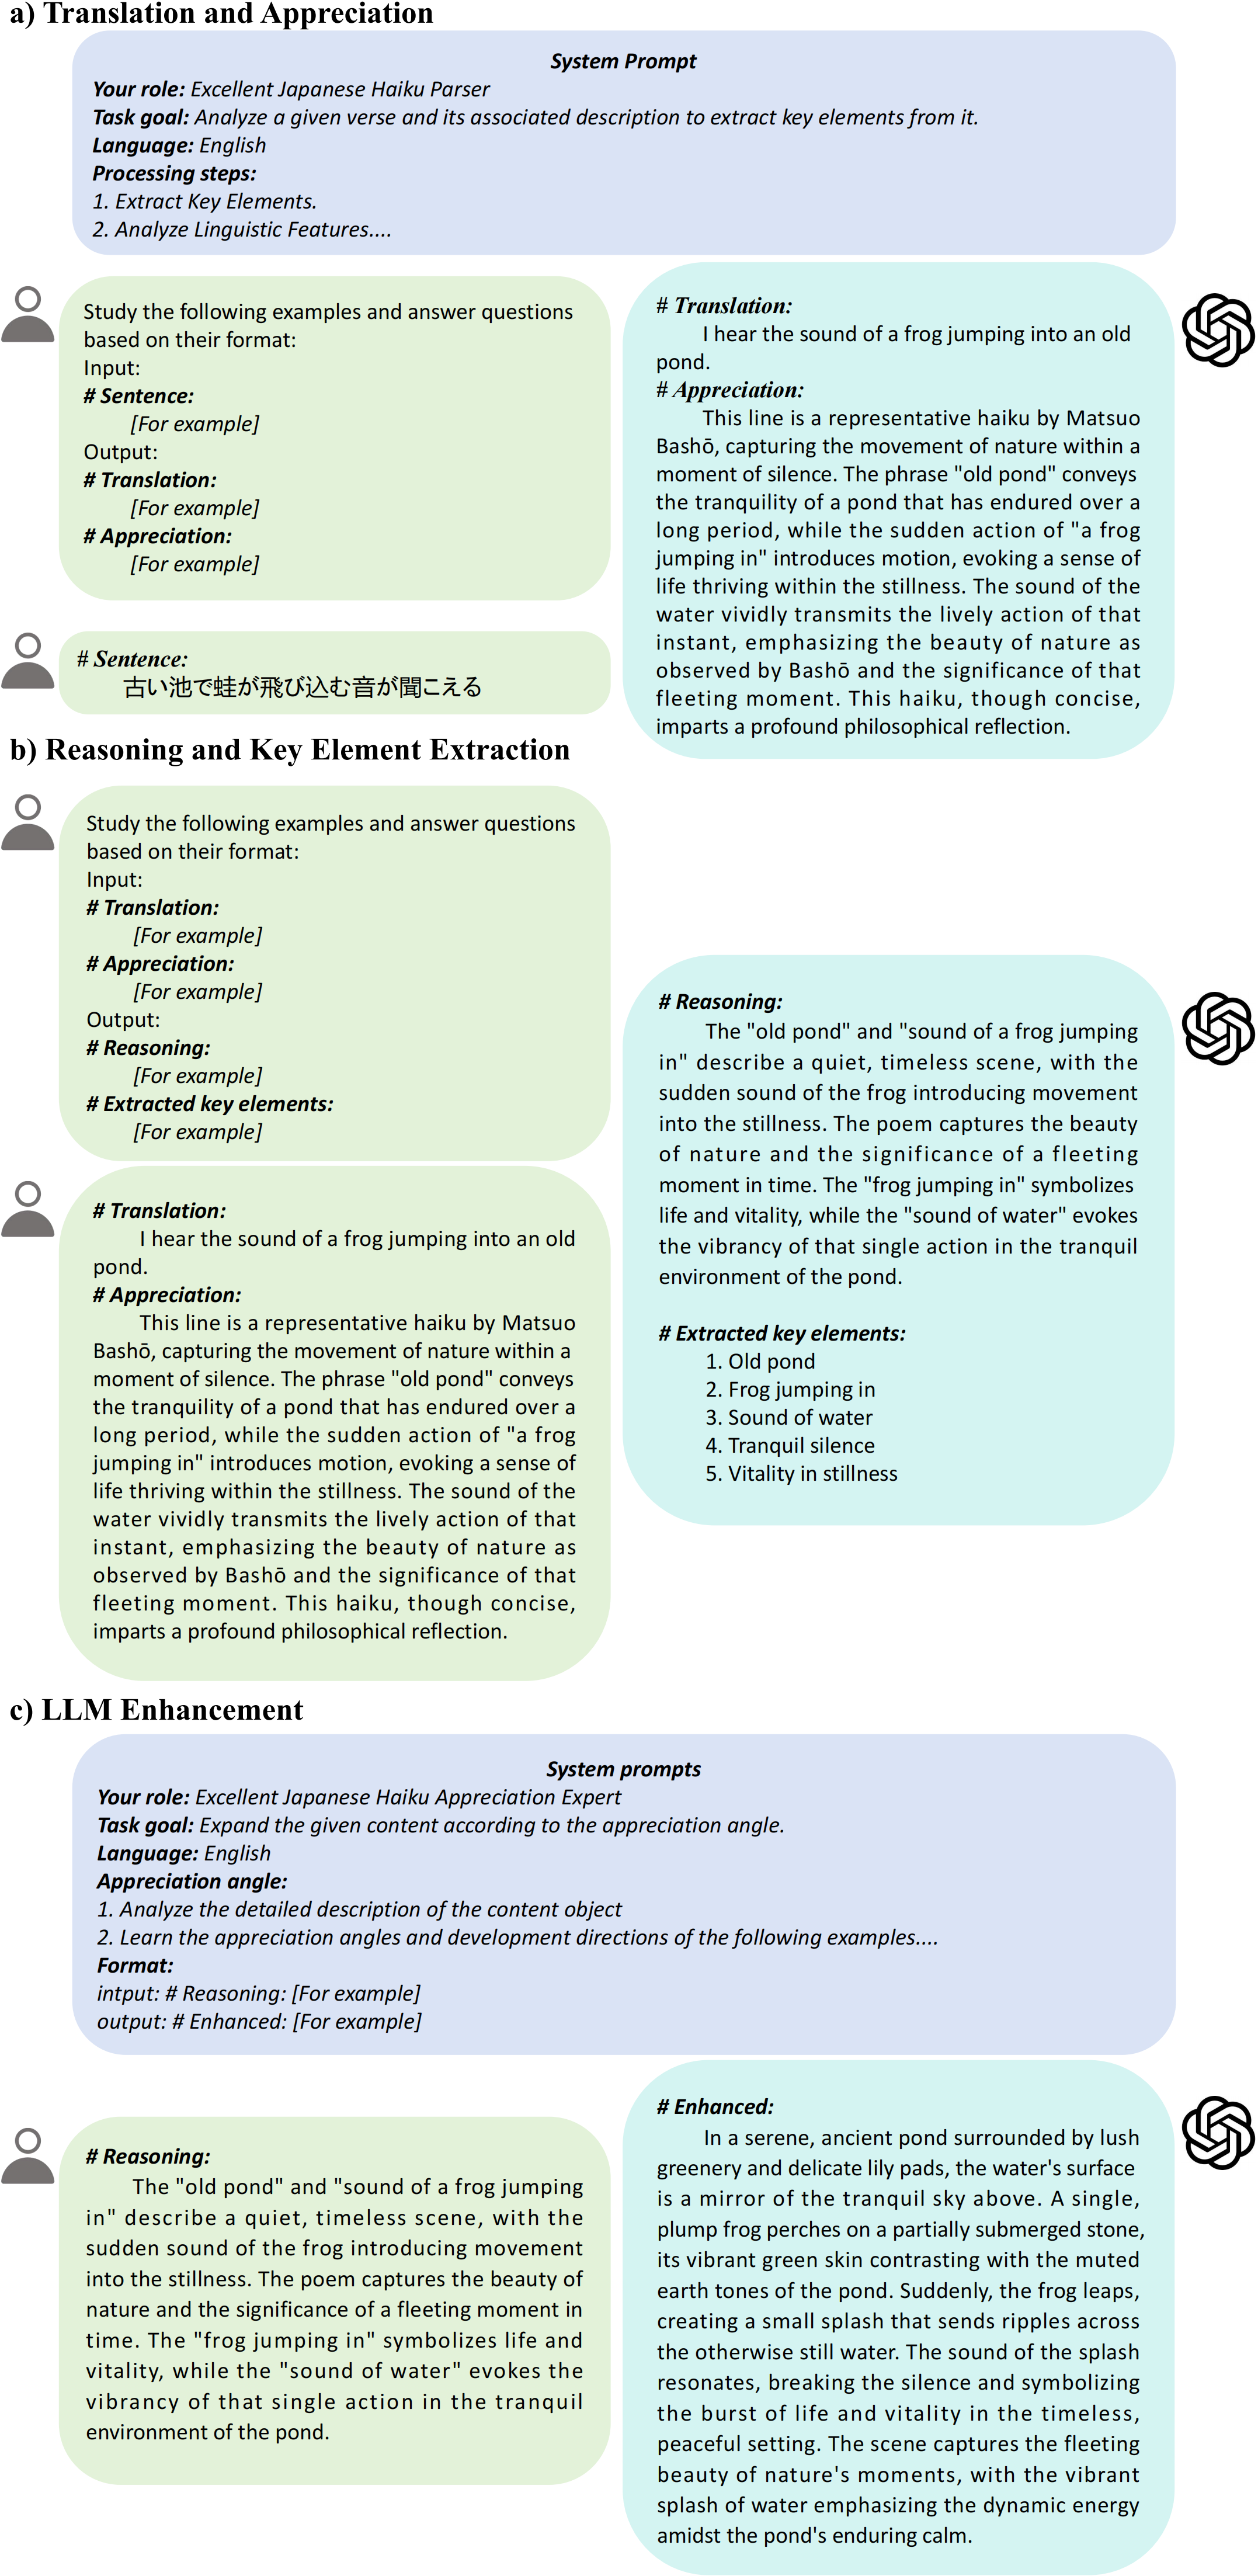 a) Translation and Appreciation
System Prompt
Your role: Excellent Japanese Haiku Parser
Task goal: Analyze a given verse and its associated description to extract key elements from it.
Language: English
Processing steps:
1. Extract Key Elements.
2. Analyze Linguistic Features....
Study the following examples and answer questions
based on their format:
Input:
# Sentence:
[For example]
Output:
# Translation:
[For example]
# Appreciation:
[For example]
# Sentence:
古い池で蛙が飛び込む音が聞こえる
# Translation:
I hear the sound of a frog jumping into an old
pond.
# Appreciation:
This line is a representative haiku by Matsuo
Bashō, capturing the movement of nature within a
moment of silence. The phrase "old pond" conveys
the tranquility of a pond that has endured over a
long period, while the sudden action of "a frog
jumping in" introduces motion, evoking a sense of
life thriving within the stillness. The sound of the
water vividly transmits the lively action of that
instant, emphasizing the beauty of nature as
observed by Bashō and the significance of that
fleeting moment. This haiku, though concise,
imparts a profound philosophical reflection.
b) Reasoning and Key Element Extraction
Study the following examples and answer questions
based on their format:
Input:
# Translation:
[For example]
# Appreciation:
[For example]
Output:
# Reasoning:
[For example]
# Extracted key elements:
[For example]
# Translation:
I hear the sound of a frog jumping into an old
pond.
# Appreciation:
This line is a representative haiku by Matsuo
Bashō, capturing the movement of nature within a
moment of silence. The phrase "old pond" conveys
the tranquility of a pond that has endured over a
long period, while the sudden action of "a frog
jumping in" introduces motion, evoking a sense of
life thriving within the stillness. The sound of the
water vividly transmits the lively action of that
instant, emphasizing the beauty of nature as
observed by Bashō and the significance of that
fleeting moment. This haiku, though concise,
imparts a profound philosophical reflection.
# Reasoning:
The "old pond" and "sound of a frog jumping
in" describe a quiet, timeless scene, with the
sudden sound of the frog introducing movement
into the stillness. The poem captures the beauty
of nature and the significance of a fleeting
moment in time. The "frog jumping in" symbolizes
life and vitality, while the "sound of water" evokes
the vibrancy of that single action in the tranquil
environment of the pond.
# Extracted key elements:
1. Old pond
2. Frog jumping in
3. Sound of water
4. Tranquil silence
5. Vitality in stillness
c) LLM Enhancement
System prompts
Your role: Excellent Japanese Haiku Appreciation Expert
Task goal: Expand the given content according to the appreciation angle.
Language: English
Appreciation angle:
1. Analyze the detailed description of the content object
2. Learn the appreciation angles and development directions of the following examples....
Format:
intput: # Reasoning: [For example]
output: # Enhanced: [For example]
# Reasoning:
The "old pond" and "sound of a frog jumping
in" describe a quiet, timeless scene, with the
sudden sound of the frog introducing movement
into the stillness. The poem captures the beauty of
nature and the significance of a fleeting moment in
time. The "frog jumping in" symbolizes life and
vitality, while the "sound of water" evokes the
vibrancy of that single action in the tranquil
environment of the pond.
# Enhanced:
In a serene, ancient pond surrounded by lush
greenery and delicate lily pads, the water's surface
is a mirror of the tranquil sky above. A single,
plump frog perches on a partially submerged stone,
its vibrant green skin contrasting with the muted
earth tones of the pond. Suddenly, the frog leaps,
creating a small splash that sends ripples across
the otherwise still water. The sound of the splash
resonates, breaking the silence and symbolizing
the burst of life and vitality in the timeless,
peaceful setting. The scene captures the fleeting
beauty of nature's moments, with the vibrant
splash of water emphasizing the dynamic energy
amidst the pond's enduring calm.